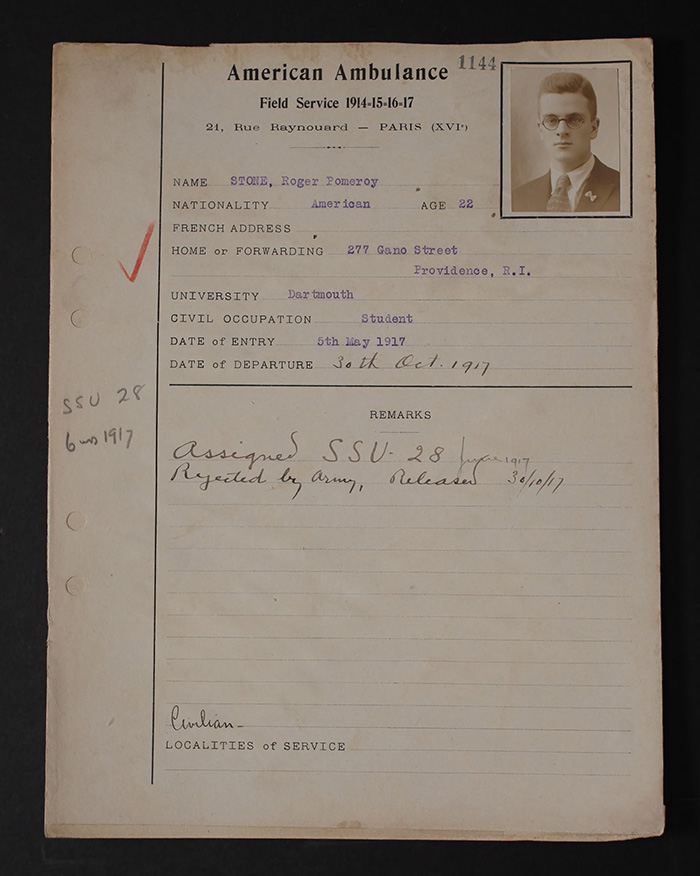 1144
American Ambulance
Field Service 1914-15-16-17
21, Rue Raynouard — PARIS (XVIe)
NAME STONE, Roger Pomeroy
NATIONALITY American AGE 22
FRENCH ADDRESS
HOME or FORWARDING 277 Gano Street
Providence, R.I.
UNIVERSITY Dartmouth
CIVIL OCCUPATION Student
DATE of ENTRY 5th May 1917
DATE of DEPARTURE 30th Oct. 1917
SSU 28
6 1917
REMARKS
Assigned SSU. 28 June 1917
Rejected by Army, Released 30/10/17
Civilian-
LOCALITIES of SERVICE